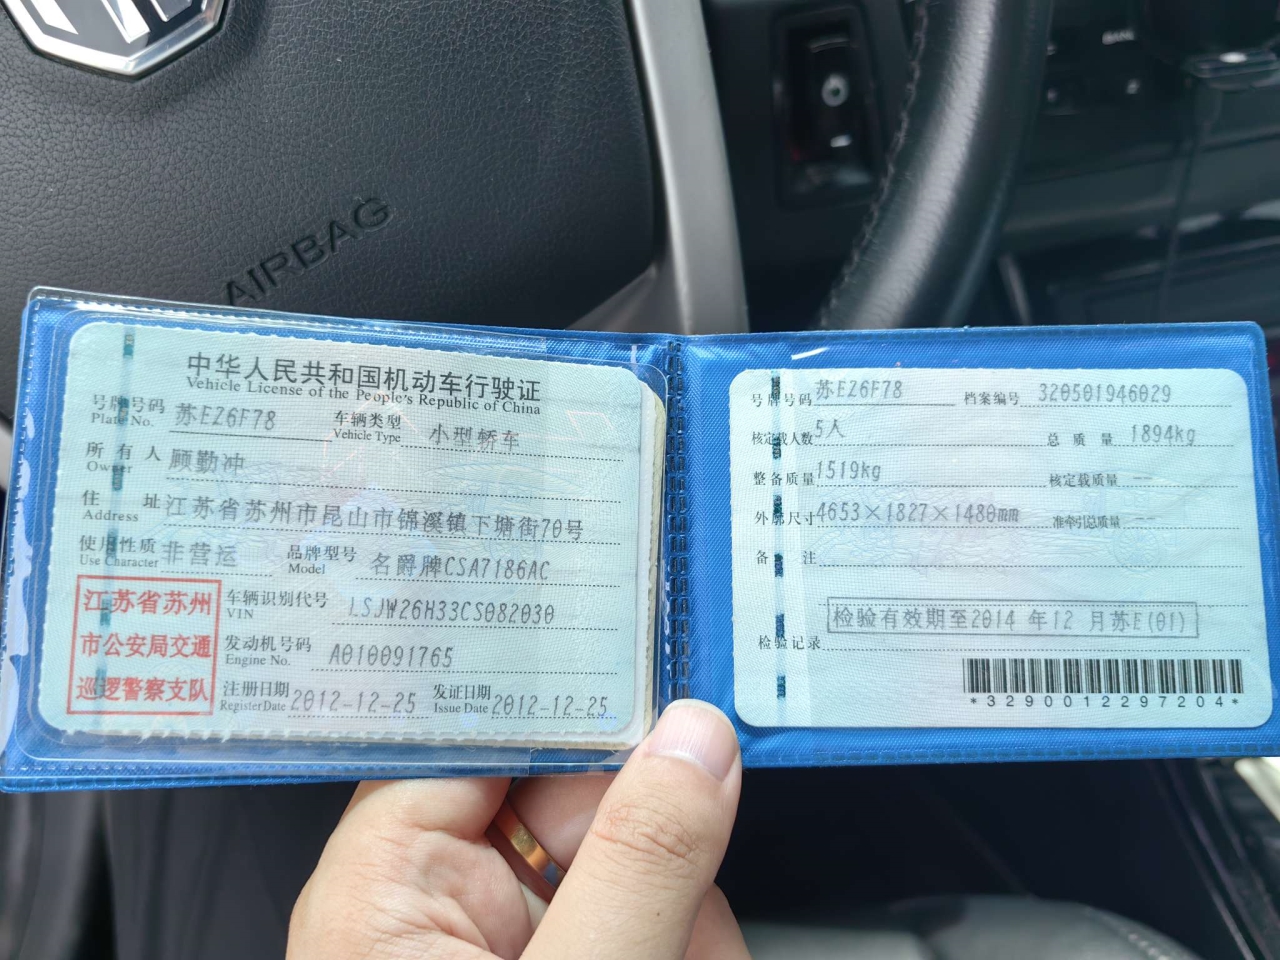 AIRBAG
中华人民共和国机动车行驶证
Vehicle License of the People's Republic of China
号牌号码 苏EZ6F78 车辆类型 小型轿车
Plate No. Vehicle Type
所有人 顾勤冲
Owner
住址 江苏省苏州市昆山市锦溪镇下塘街70号
Address
使用性质 非营运 品牌型号 名爵牌CSA7186AC
Use Character Model
江苏省苏州
市公安局交通
巡逻警察支队
车辆识别代号 LSJW26H33CS082030
VIN
发动机号码 A010091765
Engine No.
注册日期 2012-12-25 发证日期 2012-12-25
Register Date Issue Date
号牌号码 苏EZ6F78 档案编号 320501946029
核定载人数 5人 总质量 1894kg
整备质量 1519kg 核定载质量 --
外廓尺寸 4653×1827×1480mm 准牵引总质量 --
备注
检验有效期至2014年12月苏E(01)
检验记录
*3290012297204*